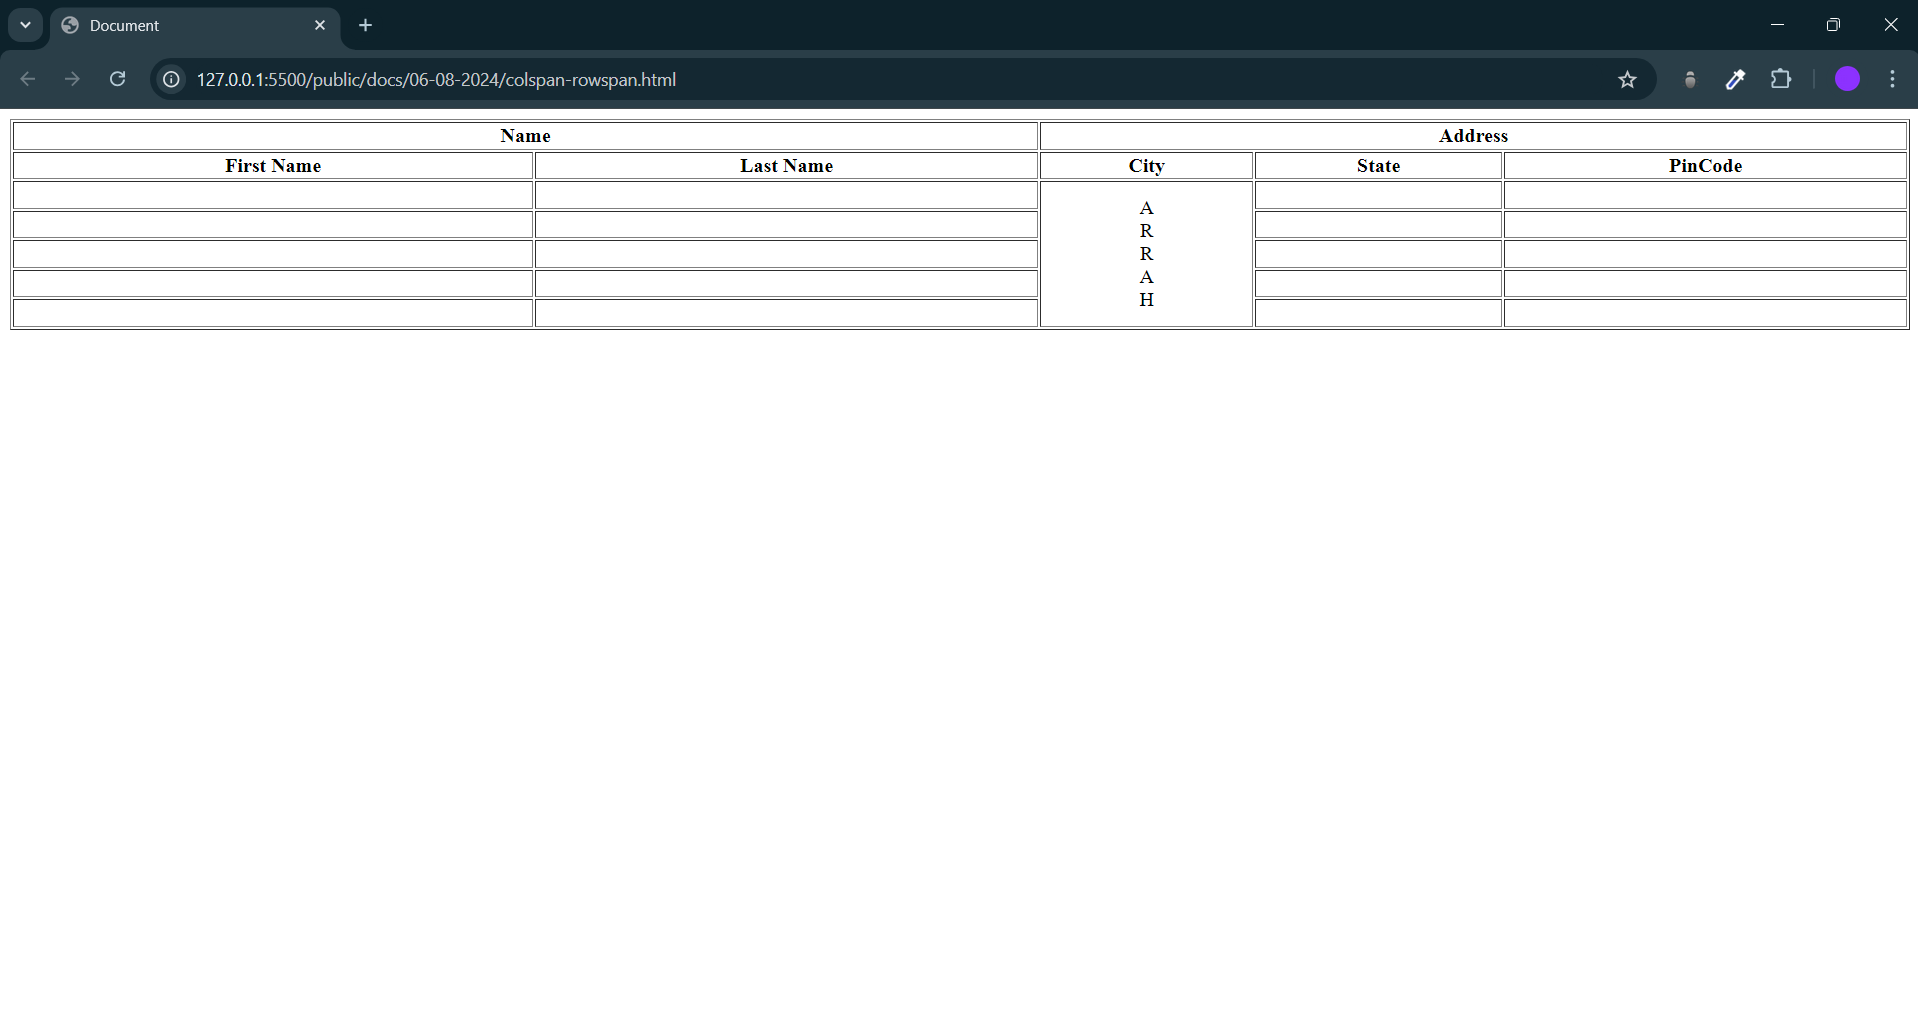 Document
127.0.0.1:5500/public/docs/06-08-2024/colspan-rowspan.html
Name Address
First Name Last Name City State PinCode
A
R
R
A
H